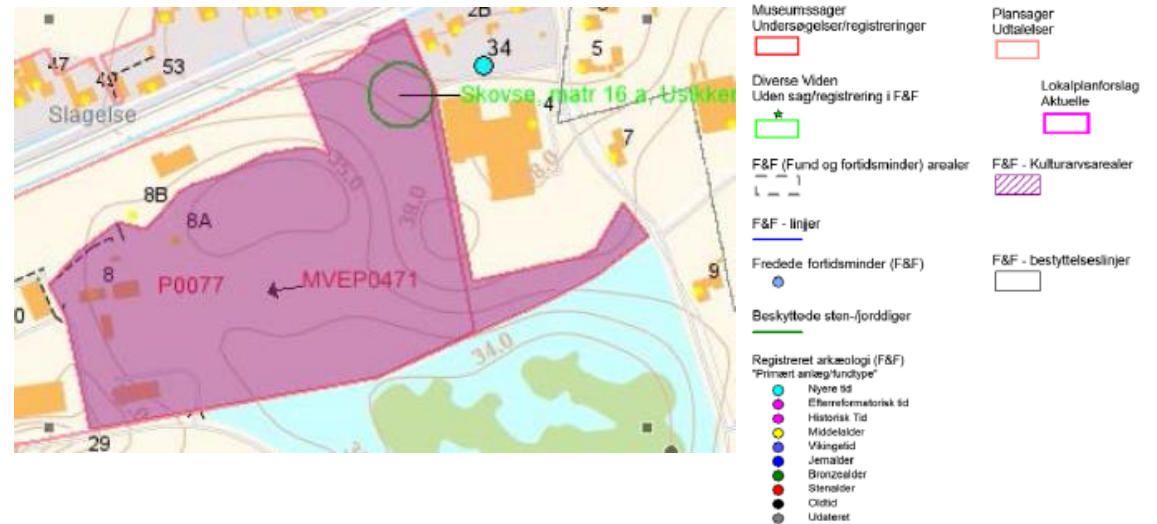 2B
34
5
47
49
53
Slagelse
Skovse, matr 16 a, Usikker
4
7
35.0
8.0
8B
8A
38.0
8
P0077
MVEP0471
9
0
34.0
29
Museumssager
Undersøgelser/registreringer
Plansager
Udtalelser
Diverse Viden
Uden sag/registrering i F&F
Lokalplanforslag
Aktuelle
F&F (Fund og fortidsminder) arealer
F&F - Kulturarvsarealer
F&F - linjer
Fredede fortidsminder (F&F)
F&F - bestyttelseslinjer
Beskyttede sten-/jorddiger
Registreret arkæologi (F&F)
"Primært anlæg/fundtype"
Nyere tid
Efterreformatorisk tid
Historisk Tid
Middelalder
Vikingetid
Jernalder
Bronzealder
Stenalder
Oldtid
Udateret